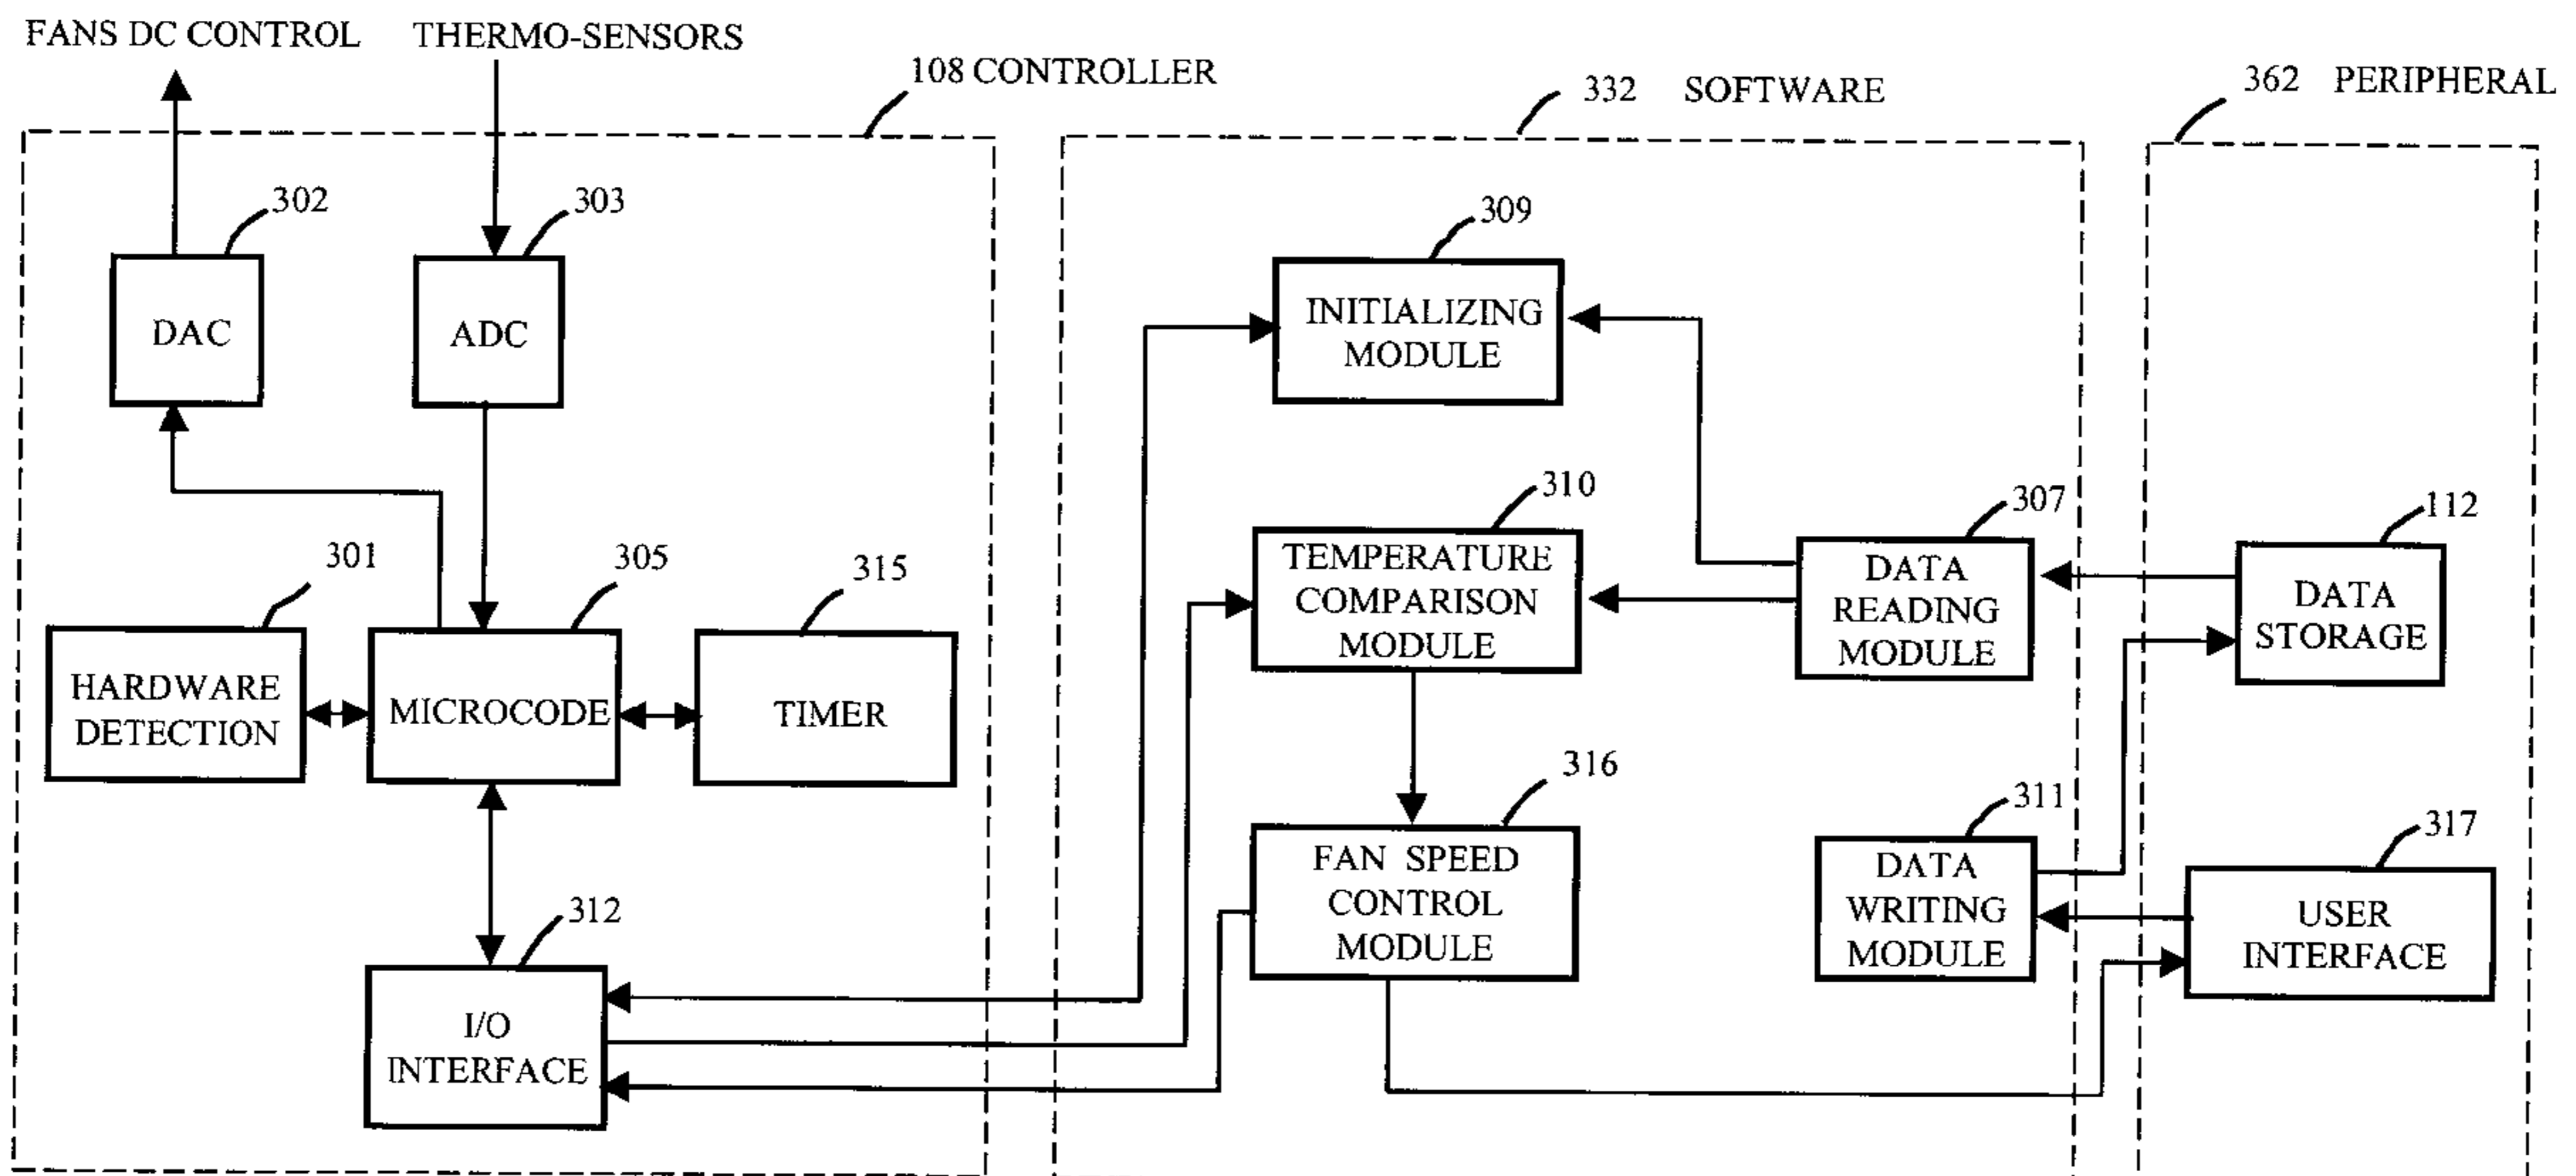 FANS DC CONTROL
THERMO-SENSORS
108 CONTROLLER
332 SOFTWARE
362 PERIPHERAL
302
303
309
DAC
ADC
INITIALIZING
MODULE
310
307
112
301
305
315
TEMPERATURE
COMPARISON
MODULE
DATA
READING
MODULE
DATA
STORAGE
HARDWARE
DETECTION
MICROCODE
TIMER
316
311
317
312
FAN SPEED
CONTROL
MODULE
DATA
WRITING
MODULE
USER
INTERFACE
I/O
INTERFACE